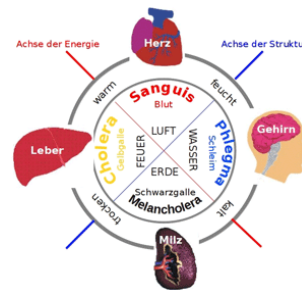 Herz
Achse der Energie
Achse der Struktu
warm
feucht
Sanguis
Blut
Cholera
Gelbgalle
FEUER
LUFT
WASSER
ERDE
Schleim
Phlegma
Leber
Gehirn
Schwarzgalle
Melancholera
trocken
kalt
Milz